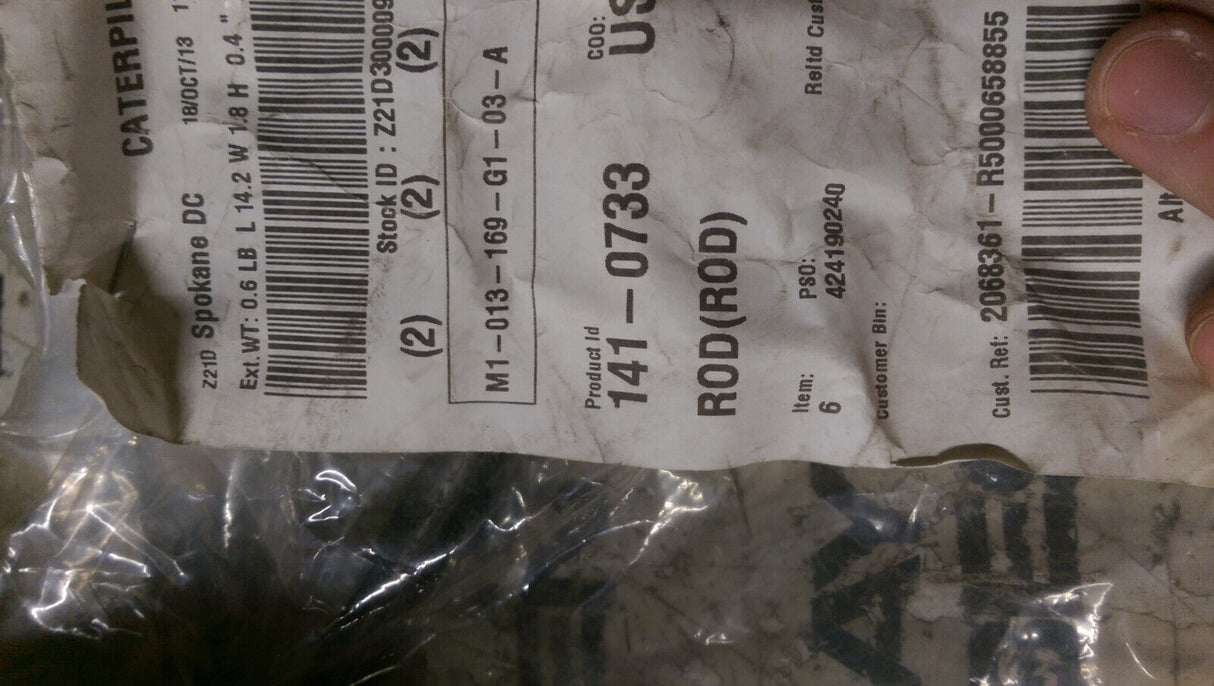 CATERPIL
Z21D Spokane DC 18/OCT/13
Ext. WT: 0.6 LB L 14.2 W 1.8 H 0.4"
Stock ID : Z21D300009
(2) (2) (2)
M1-013-169-G1-03-A
Product Id COO:
141-0733 US
ROD(ROD)
Item: PSO: Reltd Cust
6 424190240
Customer Bin:
Cust. Ref: 2068361-R5000658855
Alt